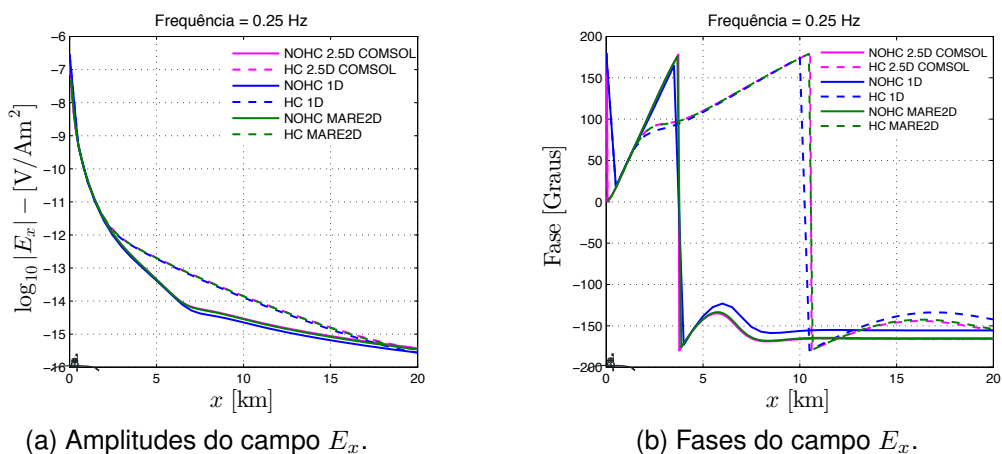 Frequência = 0.25 Hz
−6
−7
−8
−9
−10
−11
−12
−13
−14
−15
−16
log₁₀ |Eₓ| − [V/Am²]
NOHC 2.5D COMSOL
HC 2.5D COMSOL
NOHC 1D
HC 1D
NOHC MARE2D
HC MARE2D
0 5 10 15 20
x [km]
(a) Amplitudes do campo Eₓ.
Frequência = 0.25 Hz
200
150
100
50
0
−50
−100
−150
−200
Fase [Graus]
NOHC 2.5D COMSOL
HC 2.5D COMSOL
NOHC 1D
HC 1D
NOHC MARE2D
HC MARE2D
0 5 10 15 20
x [km]
(b) Fases do campo Eₓ.